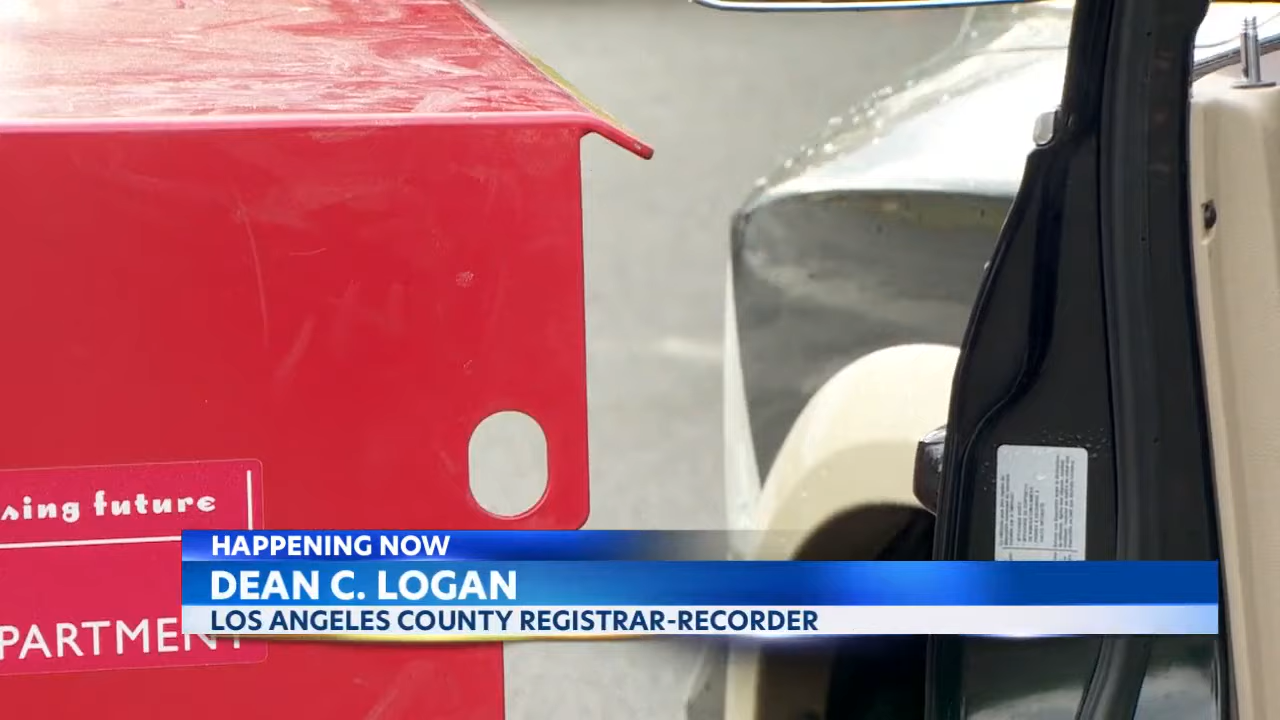 sing future
PARTMENT
HAPPENING NOW
DEAN C. LOGAN
LOS ANGELES COUNTY REGISTRAR-RECORDER